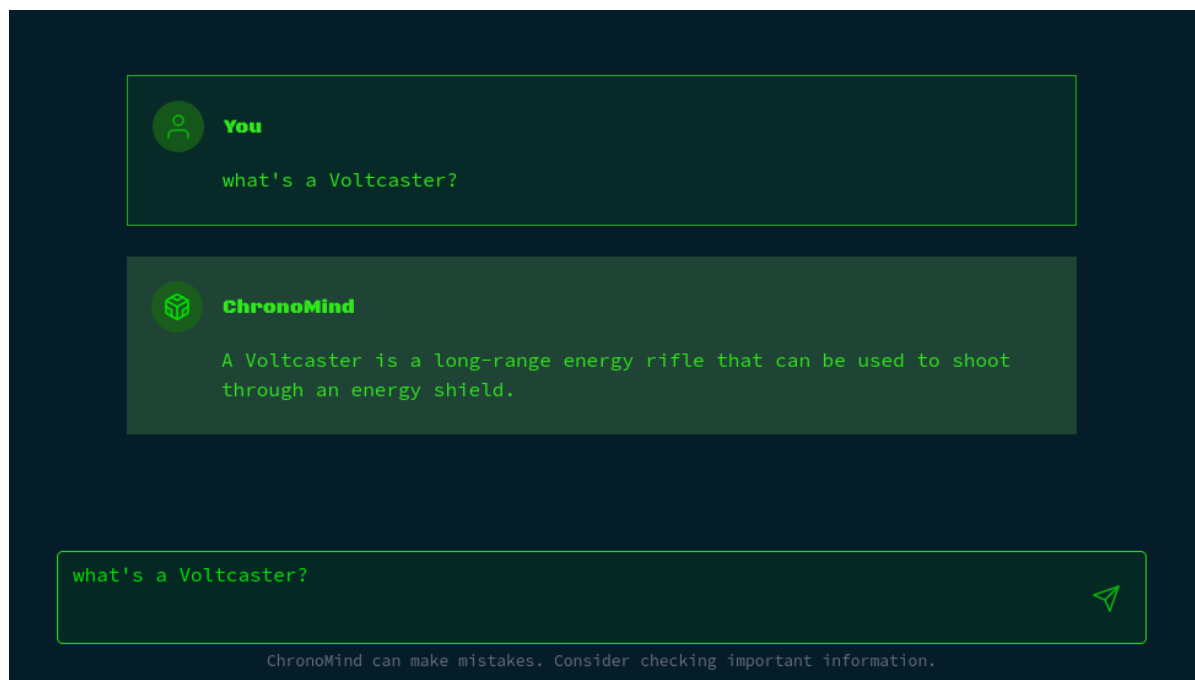 You
what's a Voltcaster?
ChronoMind
A Voltcaster is a long-range energy rifle that can be used to shoot
through an energy shield.
what's a Voltcaster?
ChronoMind can make mistakes. Consider checking important information.